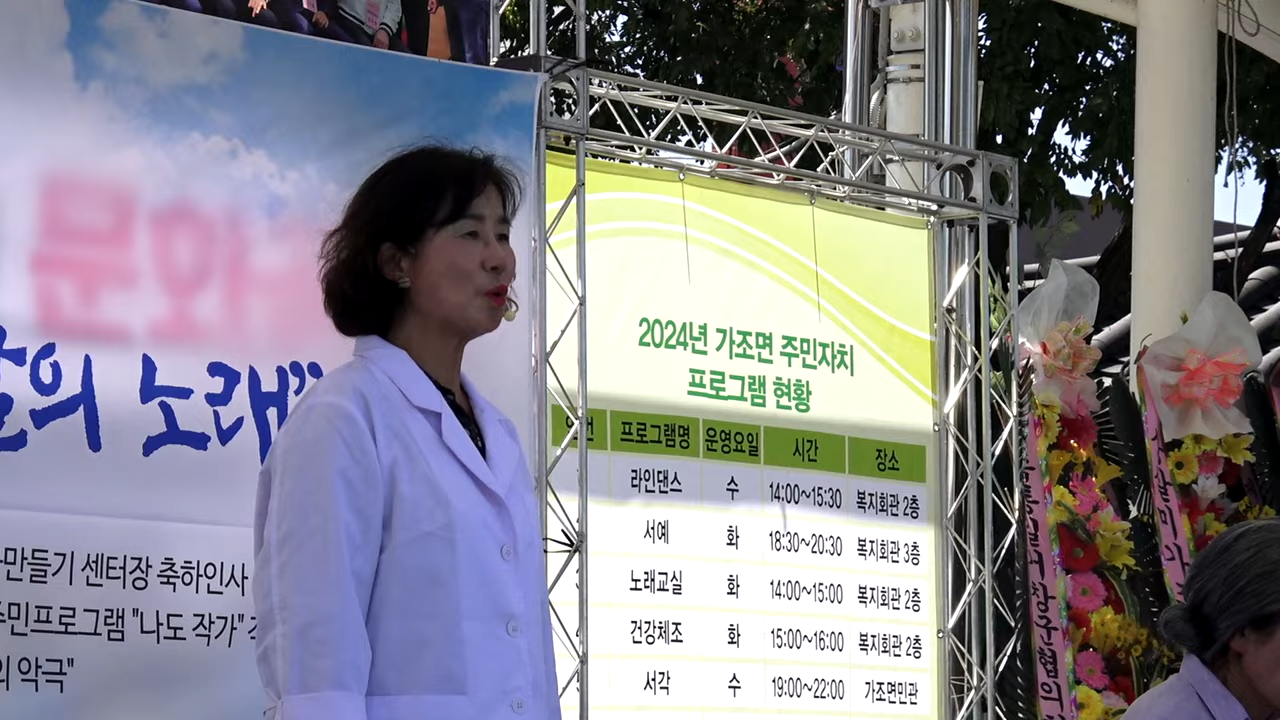 문화
의 노래"
만들기 센터장 축하인사
주민프로그램 "나도 작가"
의 악극"
2024년 가조면 주민자치
프로그램 현황
프로그램명 운영요일 시간 장소
라인댄스 수 14:00~15:30 복지회관 2층
서예 화 18:30~20:30 복지회관 3층
노래교실 화 14:00~15:00 복지회관 2층
건강체조 화 15:00~16:00 복지회관 2층
서각 수 19:00~22:00 가조면민관